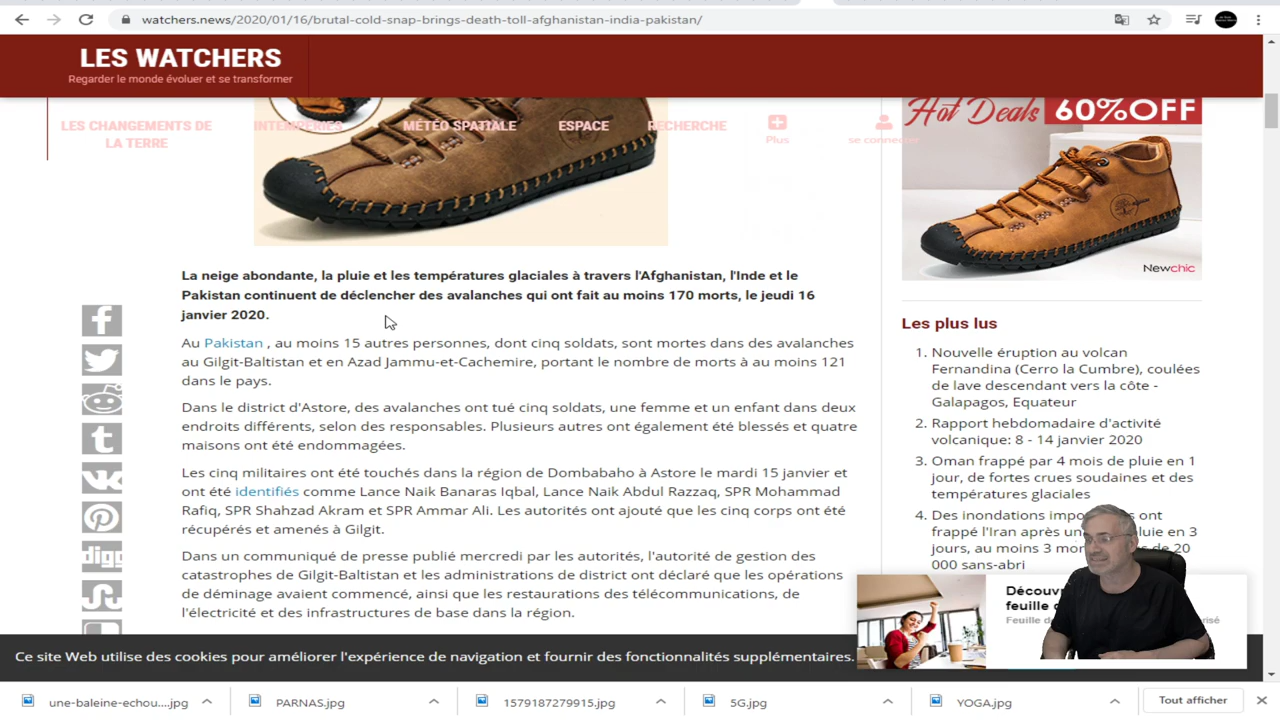 watchers.news/2020/01/16/brutal-cold-snap-brings-death-toll-afghanistan-india-pakistan/
LES WATCHERS
Regarder le monde évoluer et se transformer
LES CHANGEMENTS DE
LA TERRE
INTEMPÉRIES
MÉTÉO SPATIALE
ESPACE
RECHERCHE
Plus
se connecter
Hot Deals 60%OFF
Newchic
La neige abondante, la pluie et les températures glaciales à travers l'Afghanistan, l'Inde et le
Pakistan continuent de déclencher des avalanches qui ont fait au moins 170 morts, le jeudi 16
janvier 2020.
Au Pakistan , au moins 15 autres personnes, dont cinq soldats, sont mortes dans des avalanches
au Gilgit-Baltistan et en Azad Jammu-et-Cachemire, portant le nombre de morts à au moins 121
dans le pays.
Dans le district d'Astore, des avalanches ont tué cinq soldats, une femme et un enfant dans deux
endroits différents, selon des responsables. Plusieurs autres ont également été blessés et quatre
maisons ont été endommagées.
Les cinq militaires ont été touchés dans la région de Dombabaho à Astore le mardi 15 janvier et
ont été identifiés comme Lance Naik Banaras Iqbal, Lance Naik Abdul Razzaq, SPR Mohammad
Rafiq, SPR Shahzad Akram et SPR Ammar Ali. Les autorités ont ajouté que les cinq corps ont été
récupérés et amenés à Gilgit.
Dans un communiqué de presse publié mercredi par les autorités, l'autorité de gestion des
catastrophes de Gilgit-Baltistan et les administrations de district ont déclaré que les opérations
de déminage avaient commencé, ainsi que les restaurations des télécommunications, de
l'électricité et des infrastructures de base dans la région.
digg
Les plus lus
1. Nouvelle éruption au volcan
Fernandina (Cerro la Cumbre), coulées
de lave descendant vers la côte -
Galapagos, Equateur
2. Rapport hebdomadaire d'activité
volcanique: 8 - 14 janvier 2020
3. Oman frappé par 4 mois de pluie en 1
jour, de fortes crues soudaines et des
températures glaciales
4. Des inondations ont
frappé l'Iran après pluie en 3
jours, au moins 3 de 20
000 sans-abri
feuille
Feuille
Ce site Web utilise des cookies pour améliorer l'expérience de navigation et fournir des fonctionnalités supplémentaires.
une-baleine-echou....jpg
PARNAS.jpg
1579187279915.jpg
5G.jpg
YOGA.jpg
Tout afficher